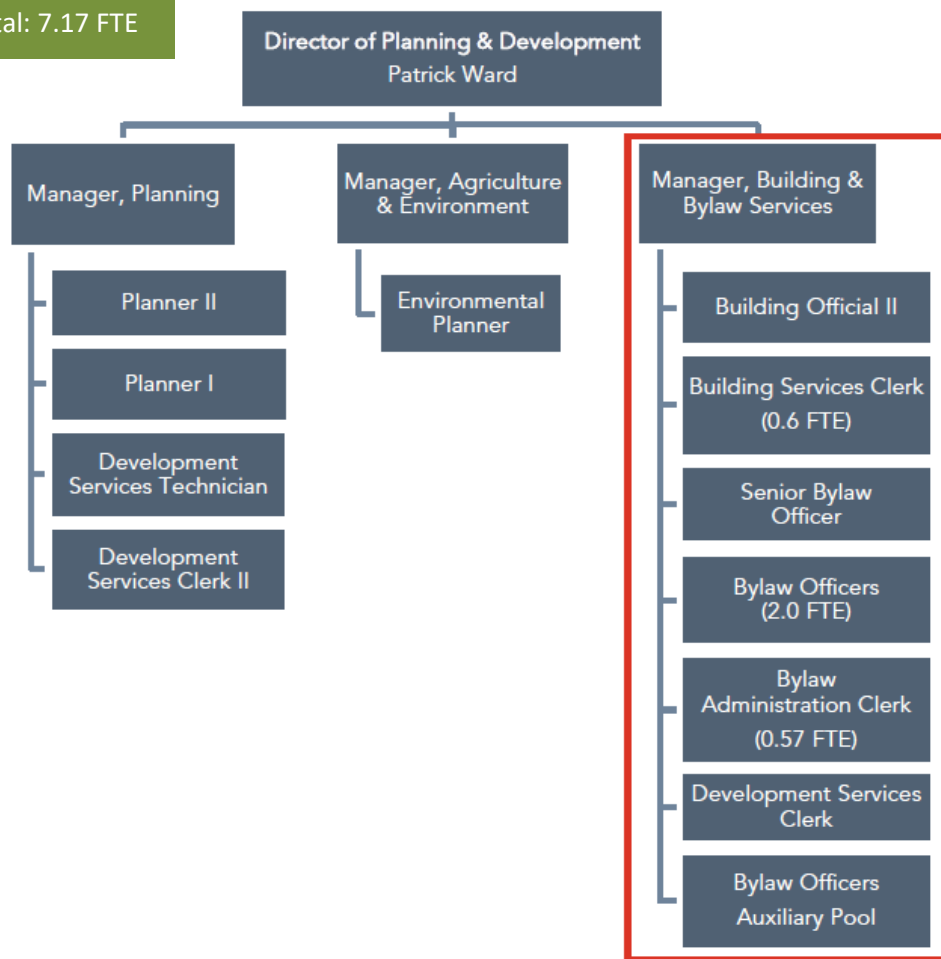 7.17 FTE
Director of Planning & Development
Patrick Ward
Manager, Planning
Planner II
Planner I
Development
Services Technician
Development
Services Clerk II
Manager, Agriculture
& Environment
Environmental
Planner
Manager, Building &
Bylaw Services
Building Official II
Building Services Clerk
(0.6 FTE)
Senior Bylaw
Officer
Bylaw Officers
(2.0 FTE)
Bylaw
Administration Clerk
(0.57 FTE)
Development Services
Clerk
Bylaw Officers
Auxiliary Pool